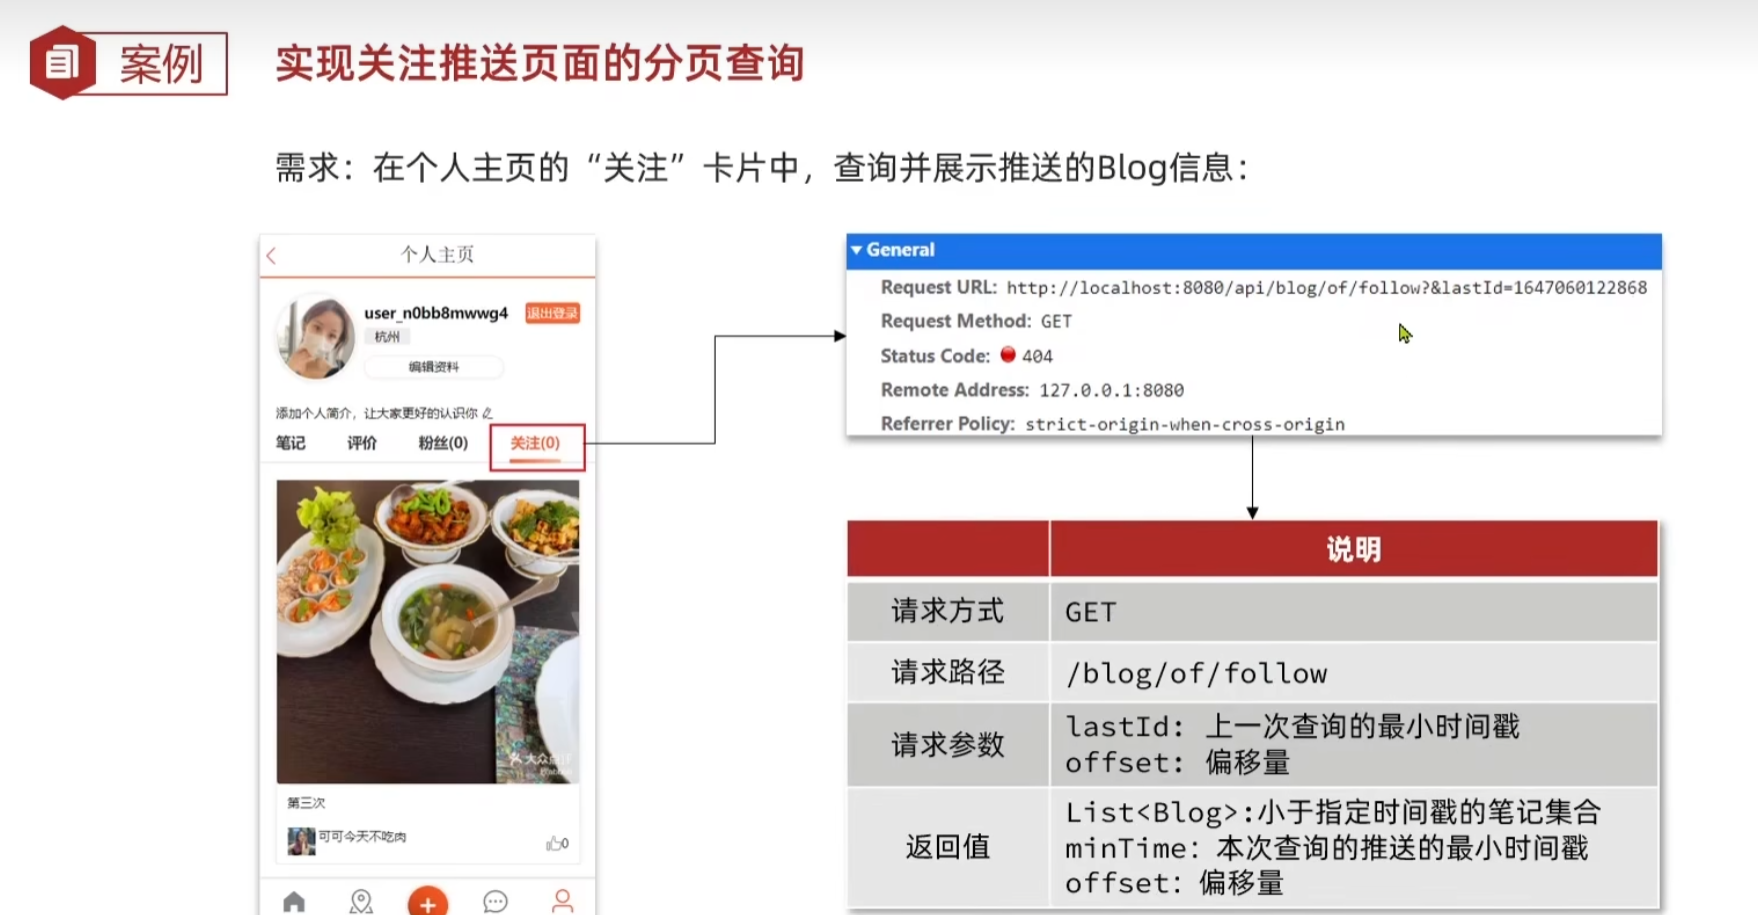 案例
实现关注推送页面的分页查询
需求：在个人主页的“关注”卡片中，查询并展示推送的Blog信息：
个人主页
user_n0bb8mwwg4
退出登录
杭州
编辑资料
添加个人简介，让大家更好的认识你
笔记 评价 粉丝(0) 关注(0)
大众点评
第三次
可可今天不吃肉
0
General
Request URL: http://localhost:8080/api/blog/of/follow?&lastId=1647060122868
Request Method: GET
Status Code: 404
Remote Address: 127.0.0.1:8080
Referrer Policy: strict-origin-when-cross-origin
说明
请求方式 GET
请求路径 /blog/of/follow
请求参数 lastId: 上一次查询的最小时间戳
offset: 偏移量
返回值 List<Blog>:小于指定时间戳的笔记集合
minTime: 本次查询的推送的最小时间戳
offset: 偏移量